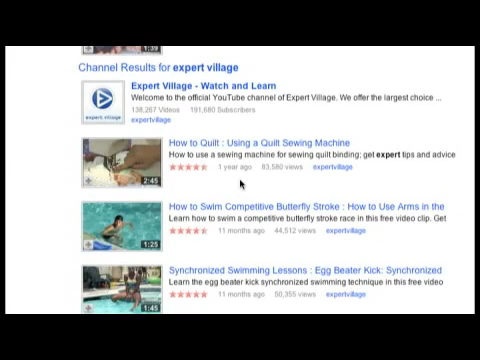 1:39
Channel Results for expert village
Expert Village - Watch and Learn
Welcome to the official YouTube channel of Expert Village. We offer the largest choice ...
138,267 Videos 191,680 Subscribers
expertvillage
expert village
How to Quilt : Using a Quilt Sewing Machine
How to use a sewing machine for sewing quilt binding; get expert tips and advice
1 year ago 83,580 views expertvillage
2:45
How to Swim Competitive Butterfly Stroke : How to Use Arms in the
Learn how to swim a competitive butterfly stroke race in this free video clip. Get
11 months ago 44,512 views expertvillage
1:25
Synchronized Swimming Lessons : Egg Beater Kick: Synchronized
Learn the egg beater kick synchronized swimming technique in this free video
11 months ago 50,355 views expertvillage
1:45